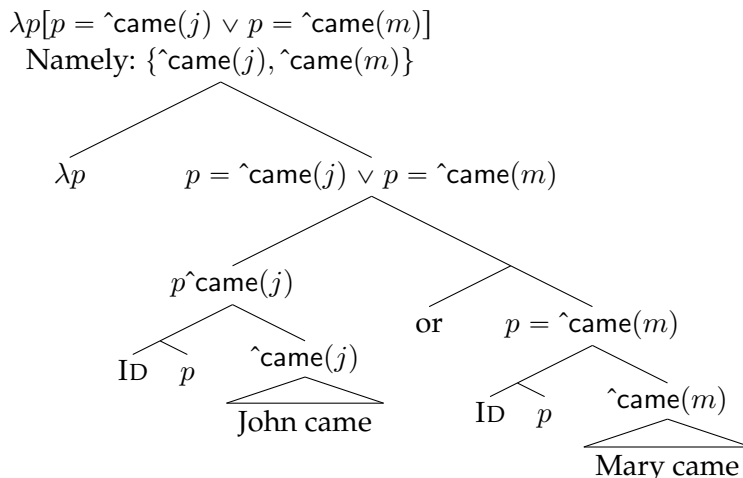 λp[p = ˆcame(j) ∨ p = ˆcame(m)]
Namely: {ˆcame(j), ˆcame(m)}
λp
p = ˆcame(j) ∨ p = ˆcame(m)
pˆcame(j)
or
p = ˆcame(m)
ID
p
ˆcame(j)
John came
ID
p
ˆcame(m)
Mary came